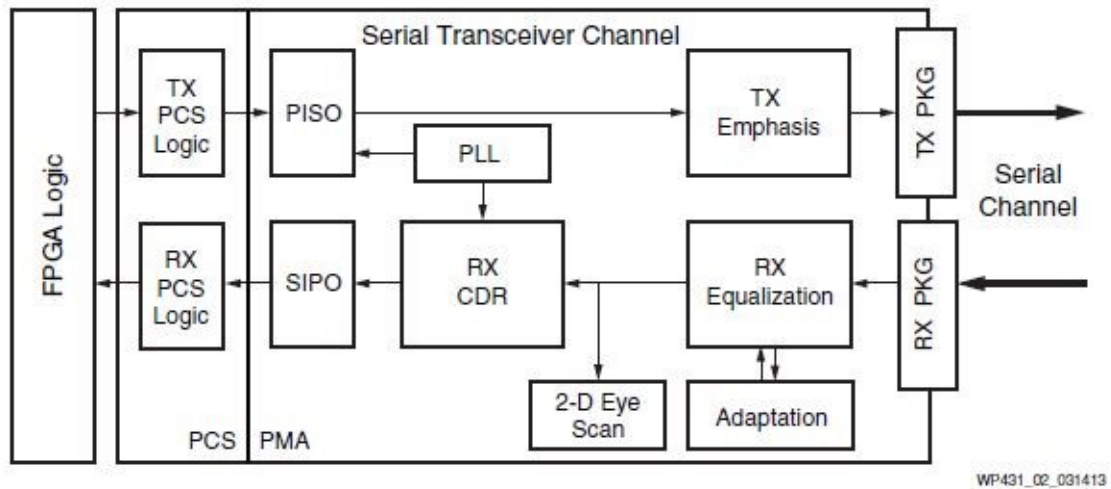 Serial Transceiver Channel
FPGA Logic
TX
PCS
Logic
PISO
PLL
TX
Emphasis
TX PKG
Serial
Channel
RX
PCS
Logic
SIPO
RX
CDR
RX
Equalization
RX PKG
2-D Eye
Scan
Adaptation
PCS
PMA
WP431_02_031413